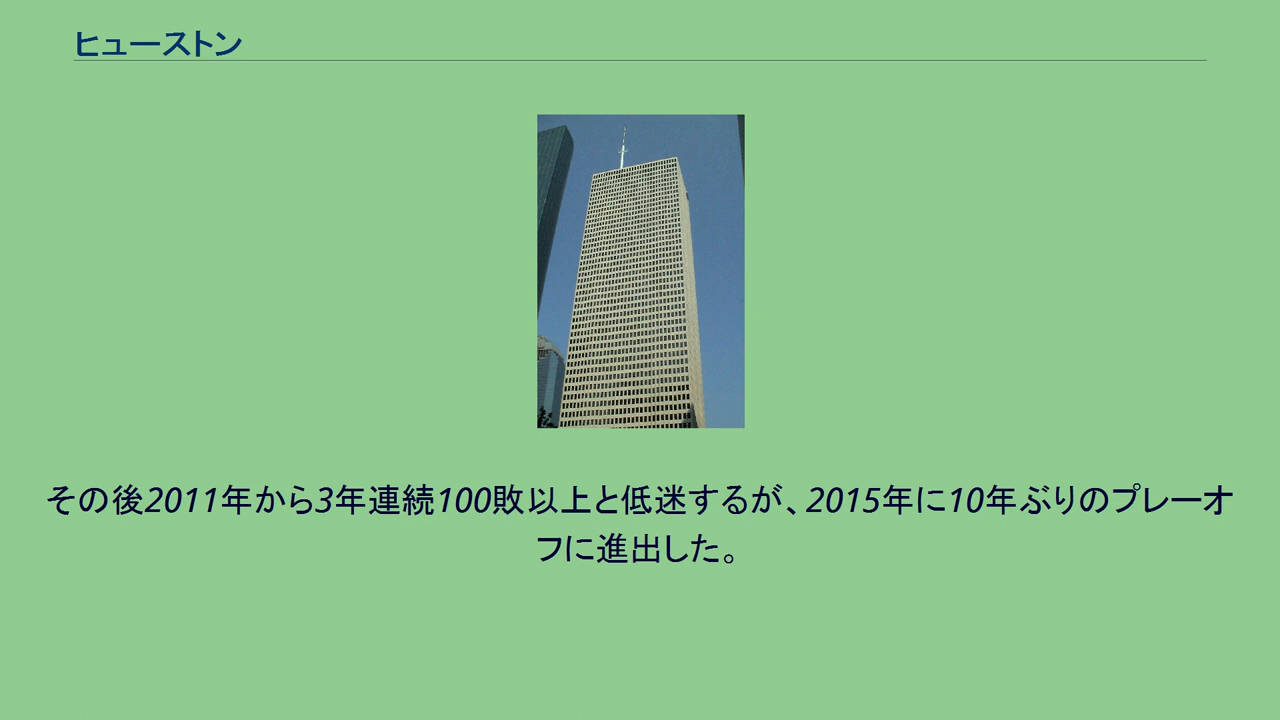 ヒューストン
その後2011年から3年連続100敗以上と低迷するが、2015年に10年ぶりのプレーオ
フに進出した。